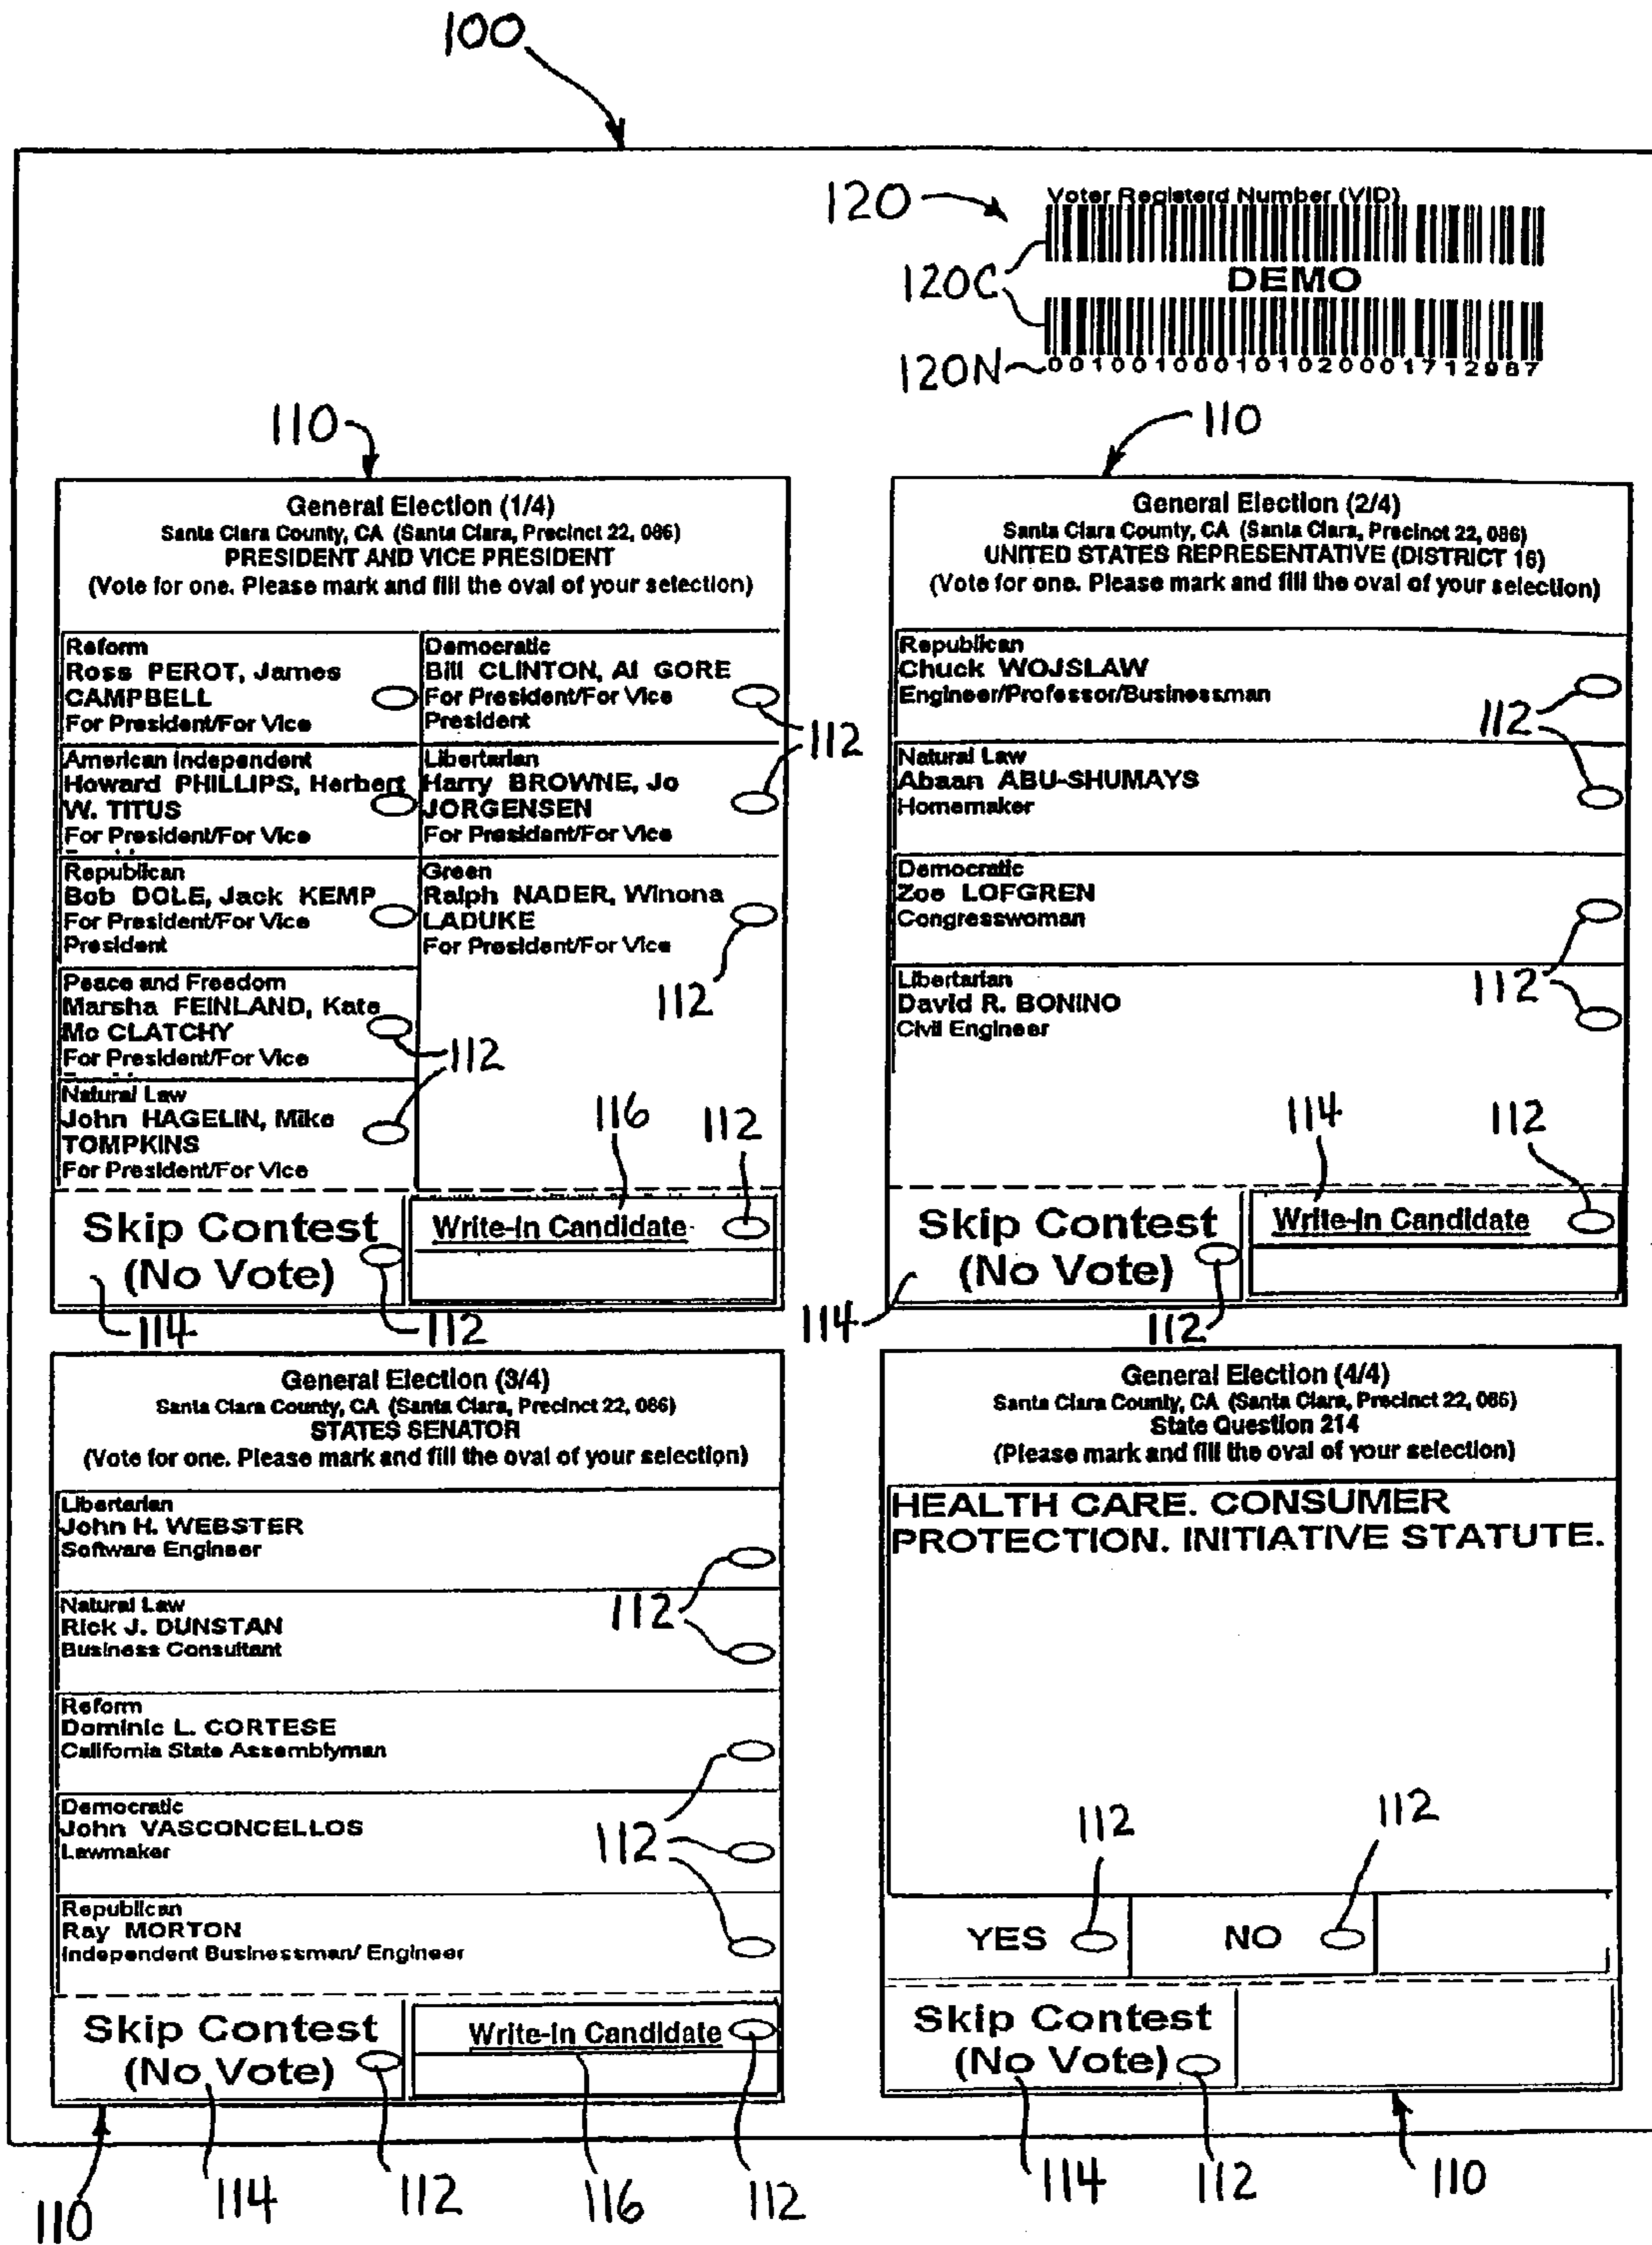 100
120
Voter Registerd Number (VID)
120C
DEMO
120N
001001000101020001712987
110
110
General Election (1/4)
Santa Clara County, CA (Santa Clara, Precinct 22, 086)
PRESIDENT AND VICE PRESIDENT
(Vote for one. Please mark and fill the oval of your selection)
Reform
Ross PEROT, James
CAMPBELL
For President/For Vice
American Independent
Howard PHILLIPS, Herbert
W. TITUS
For President/For Vice
Republican
Bob DOLE, Jack KEMP
For President/For Vice
President
Peace and Freedom
Marsha FEINLAND, Kate
Mc CLATCHY
For President/For Vice
112
Natural Law
John HAGELIN, Mike
TOMPKINS
For President/For Vice
Democratic
Bill CLINTON, Al GORE
For President/For Vice
President
112
Libertarian
Harry BROWNE, Jo
JORGENSEN
For President/For Vice
Green
Ralph NADER, Winona
LADUKE
For President/For Vice
112
116
112
Skip Contest
(No Vote)
Write-In Candidate
114
112
General Election (2/4)
Santa Clara County, CA (Santa Clara, Precinct 22, 086)
UNITED STATES REPRESENTATIVE (DISTRICT 16)
(Vote for one. Please mark and fill the oval of your selection)
Republican
Chuck WOJSLAW
Engineer/Professor/Businessman
112
Natural Law
Abaan ABU-SHUMAYS
Homemaker
Democratic
Zoe LOFGREN
Congresswoman
Libertarian
David R. BONINO
Civil Engineer
112
114
112
Skip Contest
(No Vote)
Write-In Candidate
114
112
General Election (3/4)
Santa Clara County, CA (Santa Clara, Precinct 22, 086)
STATES SENATOR
(Vote for one. Please mark and fill the oval of your selection)
Libertarian
John H. WEBSTER
Software Engineer
112
Natural Law
Rick J. DUNSTAN
Business Consultant
Reform
Dominic L. CORTESE
California State Assemblyman
Democratic
John VASCONCELLOS
Lawmaker
112
Republican
Ray MORTON
Independent Businessman/ Engineer
Skip Contest
(No Vote)
Write-In Candidate
110
114
112
116
112
General Election (4/4)
Santa Clara County, CA (Santa Clara, Precinct 22, 086)
State Question 214
(Please mark and fill the oval of your selection)
HEALTH CARE. CONSUMER
PROTECTION. INITIATIVE STATUTE.
112
112
YES
NO
Skip Contest
(No Vote)
114
112
110